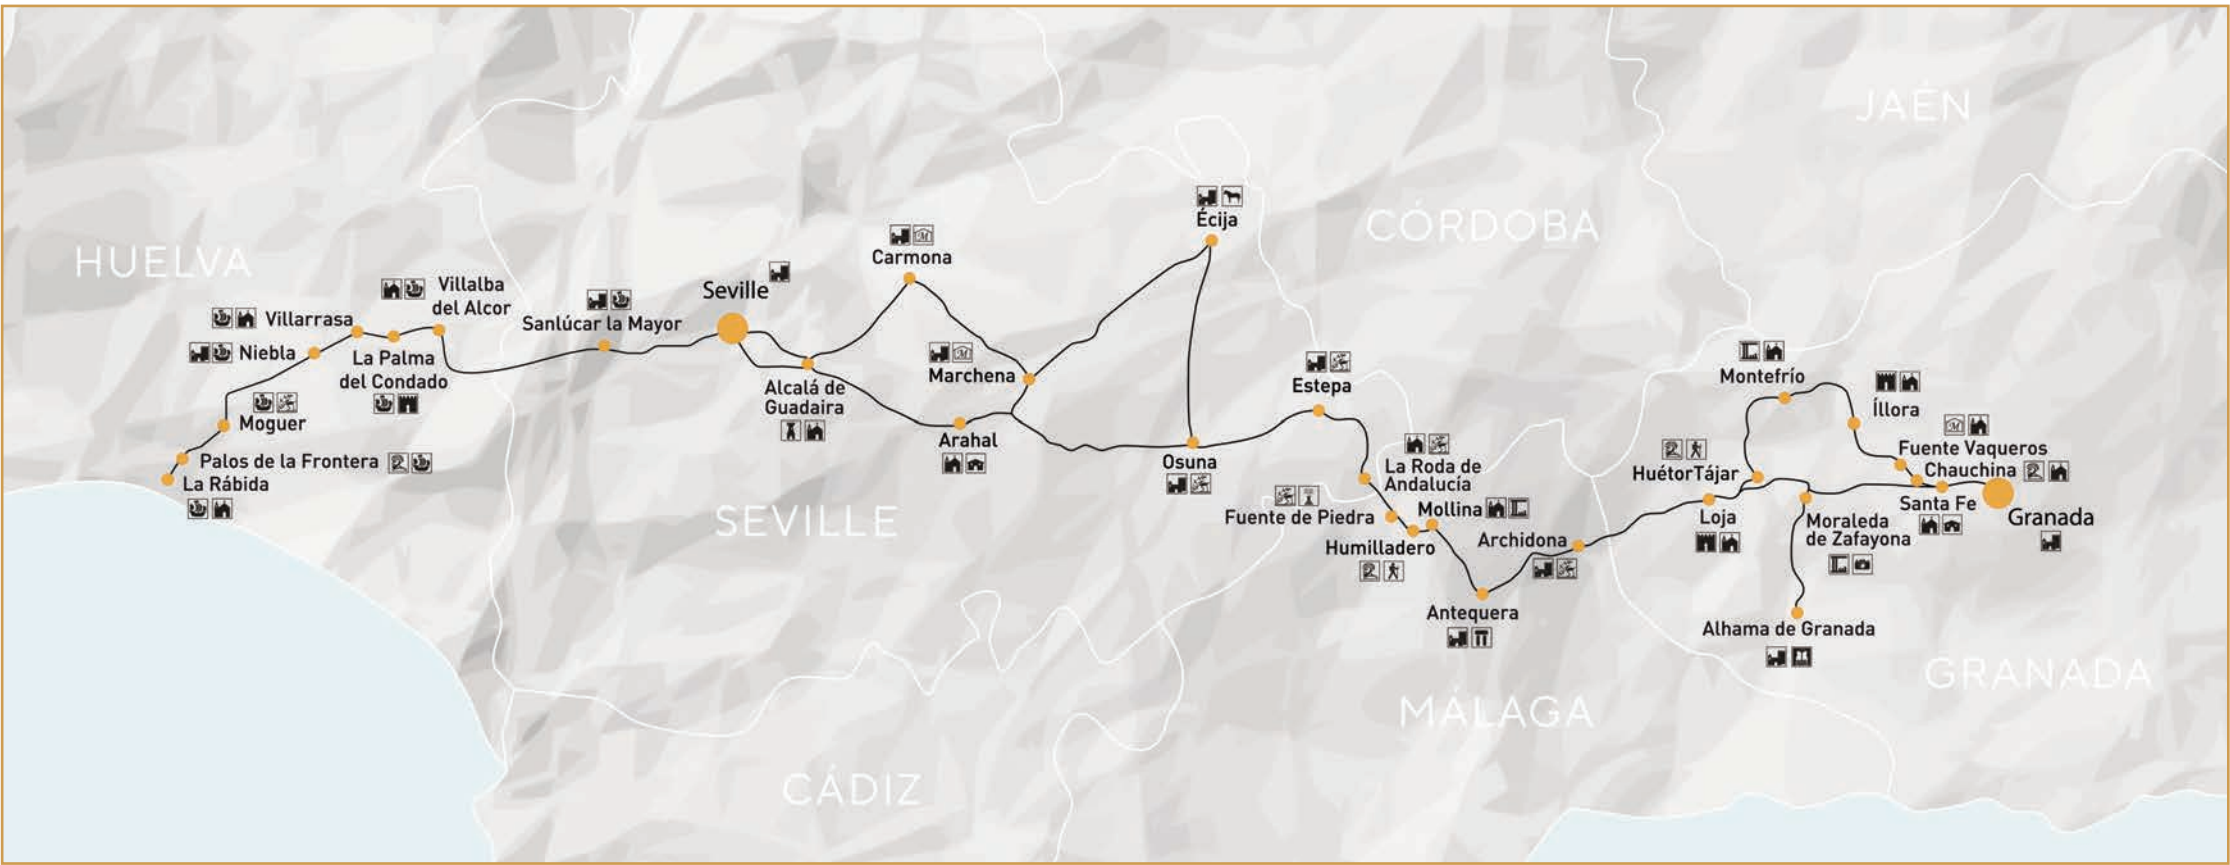 JAÉN
CÓRDOBA
HUELVA
Écija
Carmona
Seville
Villalba
del Alcor
Villarrasa
Sanlúcar la Mayor
Niebla
La Palma
del Condado
Marchena
Alcalá de
Guadaira
Estepa
Montefrío
Íllora
Moguer
Arahal
Palos de la Frontera
La Rábida
Osuna
La Roda de
Andalucía
Fuente Vaqueros
Chauchina
HuétorTájar
Santa Fe
Granada
Mollina
Fuente de Piedra
Loja
Moraleda
de Zafayona
SEVILLE
Humilladero
Archidona
Antequera
Alhama de Granada
GRANADA
MÁLAGA
CÁDIZ
M
M
M